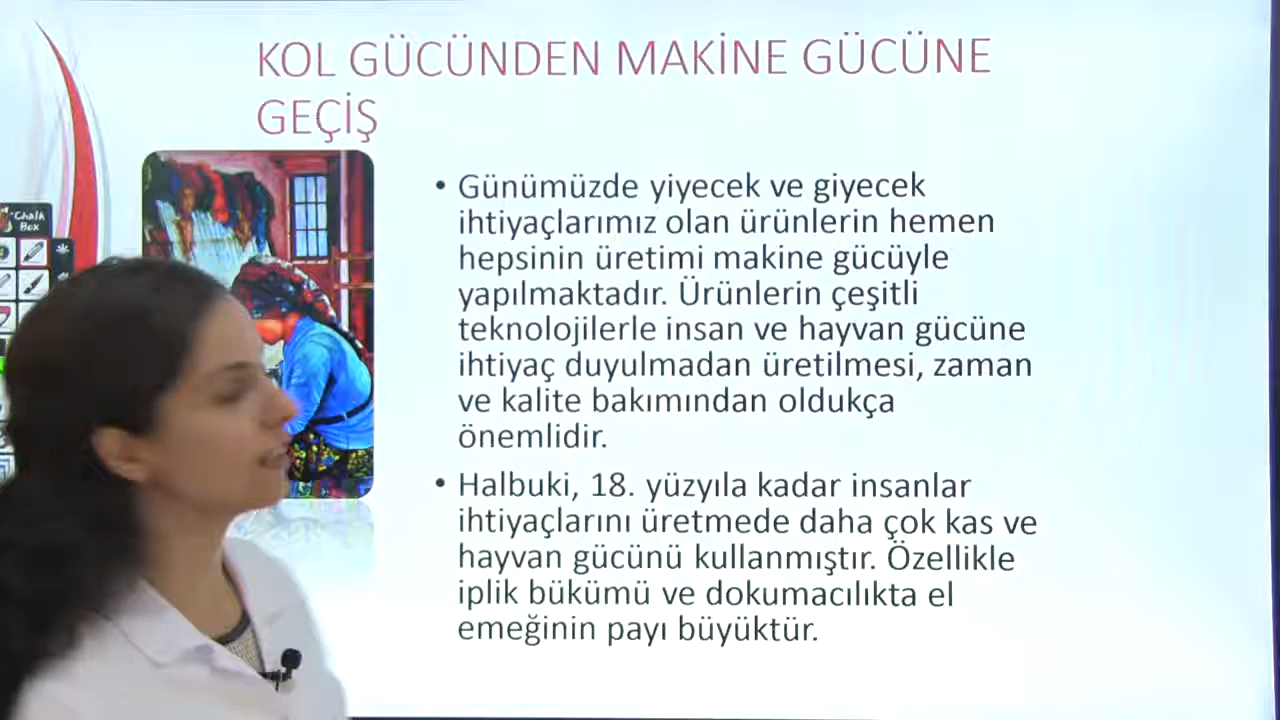 KOL GÜCÜNDEN MAKİNE GÜCÜNE
GEÇİŞ
• Günümüzde yiyecek ve giyecek
ihtiyaçlarımız olan ürünlerin hemen
hepsinin üretimi makine gücüyle
yapılmaktadır. Ürünlerin çeşitli
teknolojilerle insan ve hayvan gücüne
ihtiyaç duyulmadan üretilmesi, zaman
ve kalite bakımından oldukça
önemlidir.
• Halbuki, 18. yüzyıla kadar insanlar
ihtiyaçlarını üretmede daha çok kas ve
hayvan gücünü kullanmıştır. Özellikle
iplik bükümü ve dokumacılıkta el
emeğinin payı büyüktür.
Chalk
Box